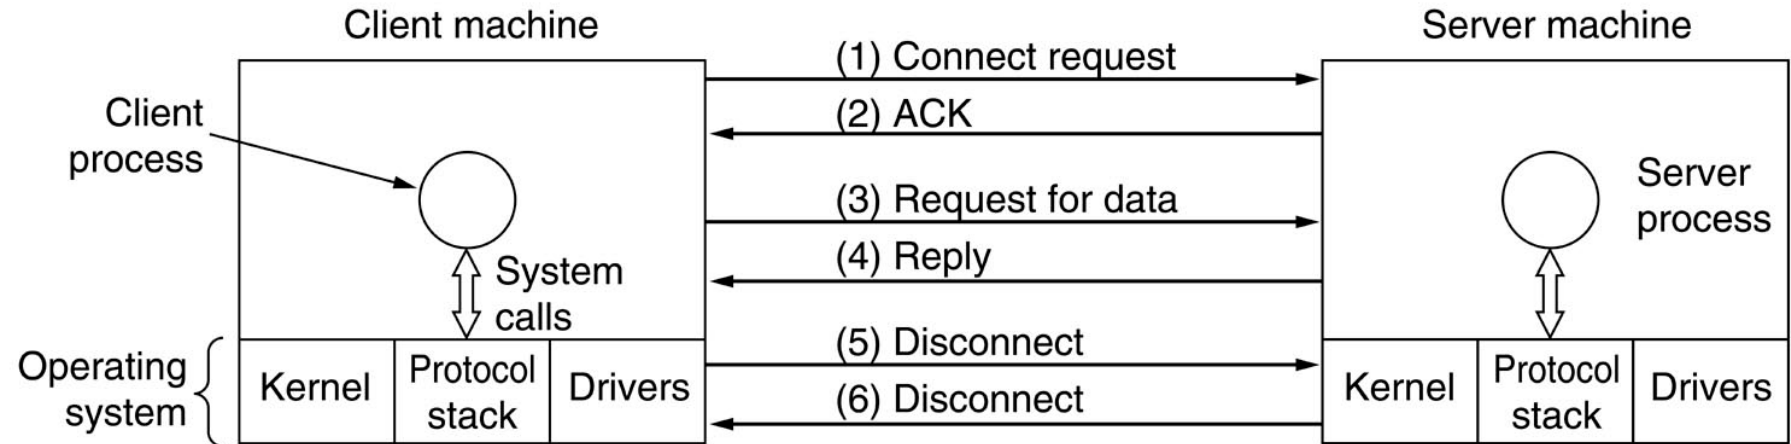 Client machine
Server machine
(1) Connect request
(2) ACK
(3) Request for data
(4) Reply
(5) Disconnect
(6) Disconnect
Client
process
System
calls
Operating
system
Kernel
Protocol
stack
Drivers
Server
process
Kernel
Protocol
stack
Drivers